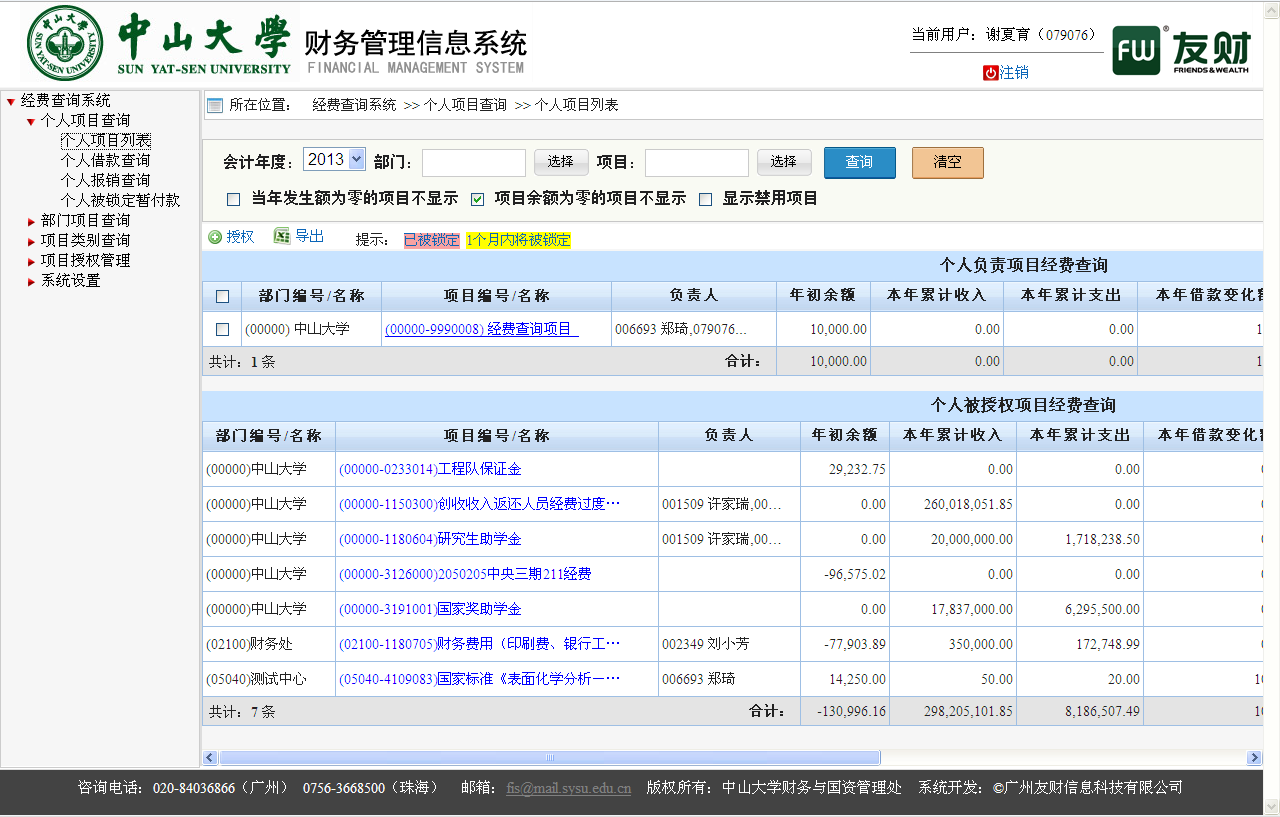 中山大学
SUN YAT-SEN UNIVERSITY
财务管理信息系统
FINANCIAL MANAGEMENT SYSTEM
当前用户：谢夏育（079076）
注销
FW 友财
FRIENDS&WEALTH
经费查询系统
个人项目查询
个人项目列表
个人借款查询
个人报销查询
个人被锁定暂付款
部门项目查询
项目类别查询
项目授权管理
系统设置
所在位置： 经费查询系统 >> 个人项目查询 >> 个人项目列表
会计年度：2013 部门： 选择 项目： 选择 查询 清空
当年发生额为零的项目不显示 项目余额为零的项目不显示 显示禁用项目
授权 导出 提示： 已被锁定 1个月内将被锁定
个人负责项目经费查询
部门编号/名称 项目编号/名称 负责人 年初余额 本年累计收入 本年累计支出 本年借款变化
(00000) 中山大学 (00000-9990008) 经费查询项目 006693 郑琦,079076... 10,000.00 0.00 0.00 1
共计：1 条 合计： 10,000.00 0.00 0.00 1
个人被授权项目经费查询
部门编号/名称 项目编号/名称 负责人 年初余额 本年累计收入 本年累计支出 本年借款变化
(00000)中山大学 (00000-0233014)工程队保证金 29,232.75 0.00 0.00
(00000)中山大学 (00000-1150300)创收收入返还人员经费过度… 001509 许家瑞,00... 0.00 260,018,051.85 0.00
(00000)中山大学 (00000-1180604)研究生助学金 001509 许家瑞,00... 0.00 20,000,000.00 1,718,238.50
(00000)中山大学 (00000-3126000)2050205中央三期211经费 -96,575.02 0.00 0.00
(00000)中山大学 (00000-3191001)国家奖助学金 0.00 17,837,000.00 6,295,500.00
(02100)财务处 (02100-1180705)财务费用（印刷费、银行工… 002349 刘小芳 -77,903.89 350,000.00 172,748.99
(05040)测试中心 (05040-4109083)国家标准《表面化学分析—… 006693 郑琦 14,250.00 50.00 20.00 10
共计：7 条 合计： -130,996.16 298,205,101.85 8,186,507.49 10
咨询电话：020-84036866（广州） 0756-3668500（珠海） 邮箱：fis@mail.sysu.edu.cn 版权所有：中山大学财务与国资管理处 系统开发：©广州友财信息科技有限公司